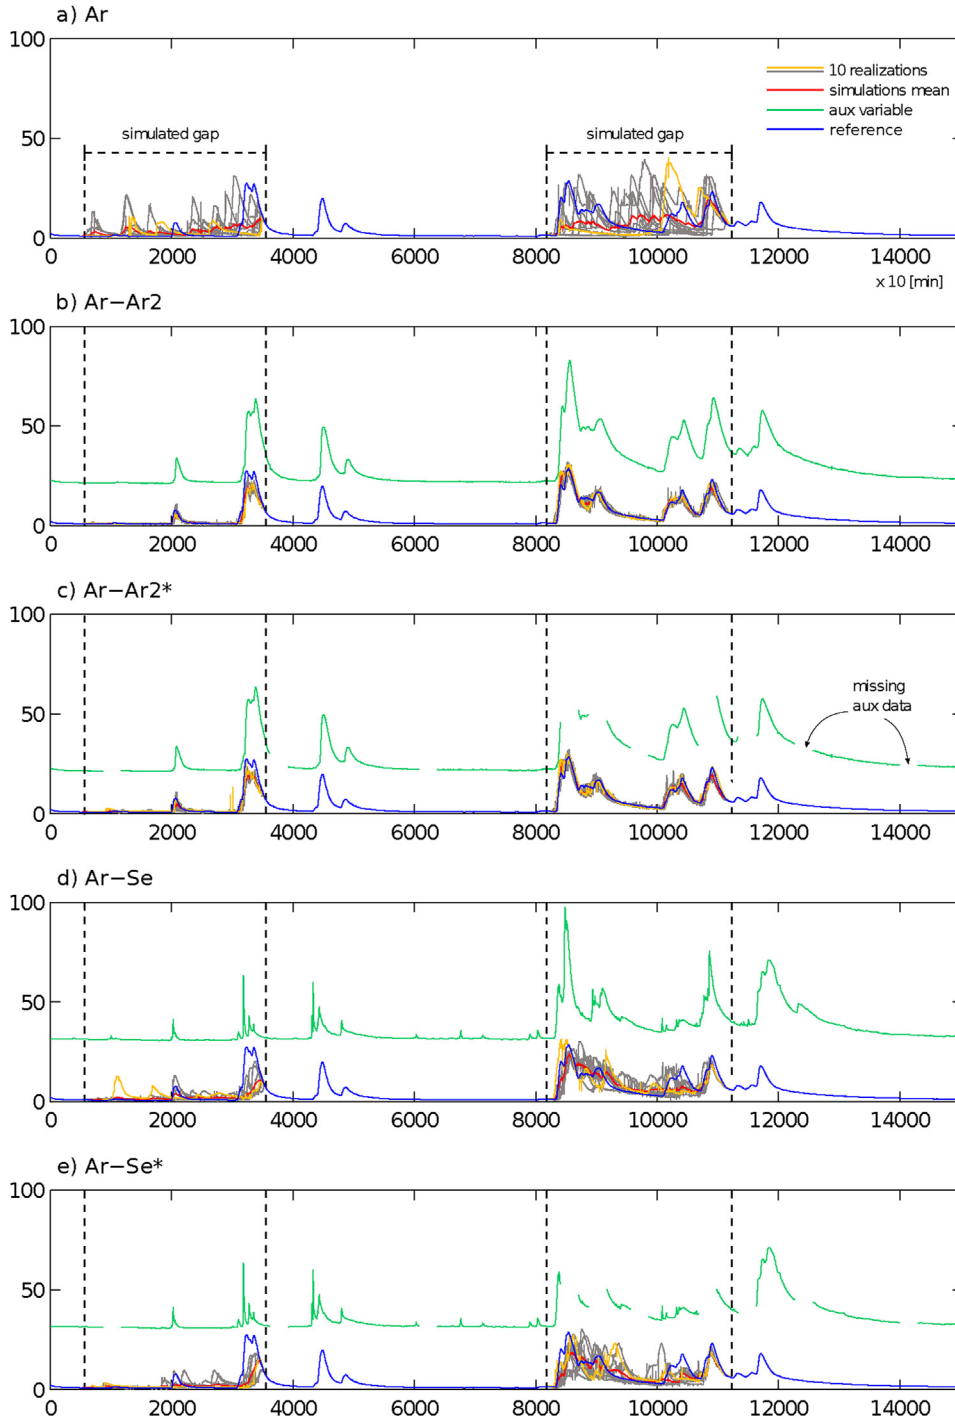 a) Ar
100
10 realizations
simulations mean
aux variable
reference
simulated gap
simulated gap
50
0
0 2000 4000 6000 8000 10000 12000 14000
x 10 [min]
b) Ar−Ar2
100
50
0
0 2000 4000 6000 8000 10000 12000 14000
c) Ar−Ar2*
100
missing
aux data
50
0
0 2000 4000 6000 8000 10000 12000 14000
d) Ar−Se
100
50
0
0 2000 4000 6000 8000 10000 12000 14000
e) Ar−Se*
100
50
0
0 2000 4000 6000 8000 10000 12000 14000